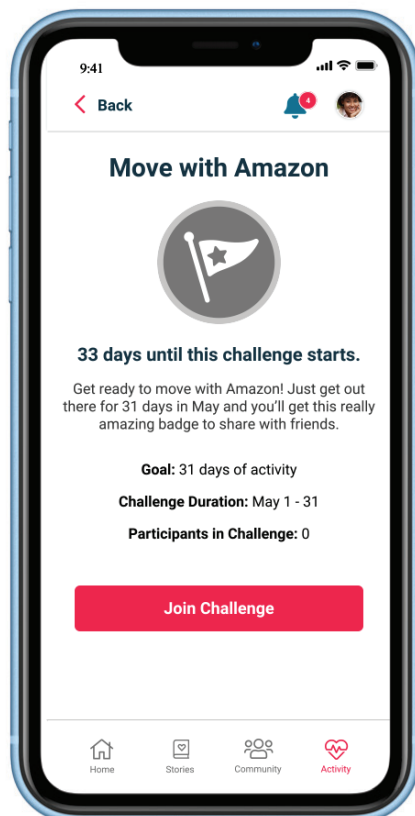 9:41
Back
4
Move with Amazon
33 days until this challenge starts.
Get ready to move with Amazon! Just get out
there for 31 days in May and you'll get this really
amazing badge to share with friends.
Goal: 31 days of activity
Challenge Duration: May 1 - 31
Participants in Challenge: 0
Join Challenge
Home Stories Community Activity